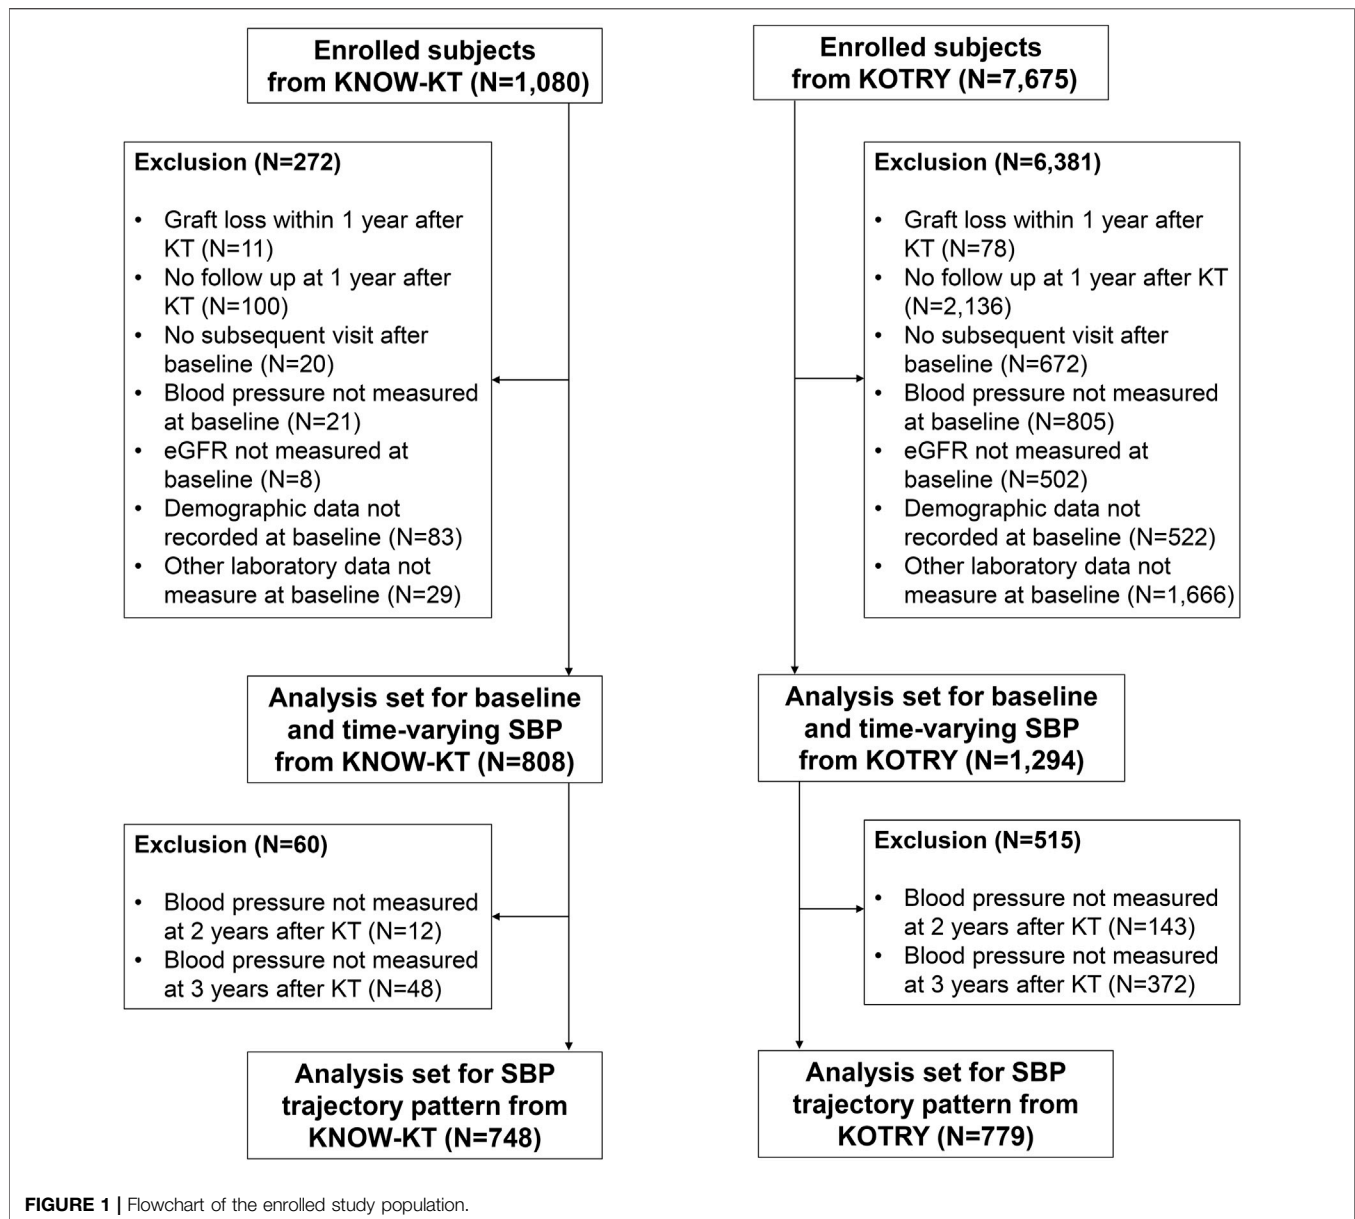 Enrolled subjects
from KNOW-KT (N=1,080)
Exclusion (N=272)
• Graft loss within 1 year after
KT (N=11)
• No follow up at 1 year after
KT (N=100)
• No subsequent visit after
baseline (N=20)
• Blood pressure not measured
at baseline (N=21)
• eGFR not measured at
baseline (N=8)
• Demographic data not
recorded at baseline (N=83)
• Other laboratory data not
measure at baseline (N=29)
Analysis set for baseline
and time-varying SBP
from KNOW-KT (N=808)
Exclusion (N=60)
• Blood pressure not measured
at 2 years after KT (N=12)
• Blood pressure not measured
at 3 years after KT (N=48)
Analysis set for SBP
trajectory pattern from
KNOW-KT (N=748)
Enrolled subjects
from KOTRY (N=7,675)
Exclusion (N=6,381)
• Graft loss within 1 year after
KT (N=78)
• No follow up at 1 year after KT
(N=2,136)
• No subsequent visit after
baseline (N=672)
• Blood pressure not measured
at baseline (N=805)
• eGFR not measured at
baseline (N=502)
• Demographic data not
recorded at baseline (N=522)
• Other laboratory data not
measure at baseline (N=1,666)
Analysis set for baseline
and time-varying SBP
from KOTRY (N=1,294)
Exclusion (N=515)
• Blood pressure not measured
at 2 years after KT (N=143)
• Blood pressure not measured
at 3 years after KT (N=372)
Analysis set for SBP
trajectory pattern from
KOTRY (N=779)
FIGURE 1 | Flowchart of the enrolled study population.